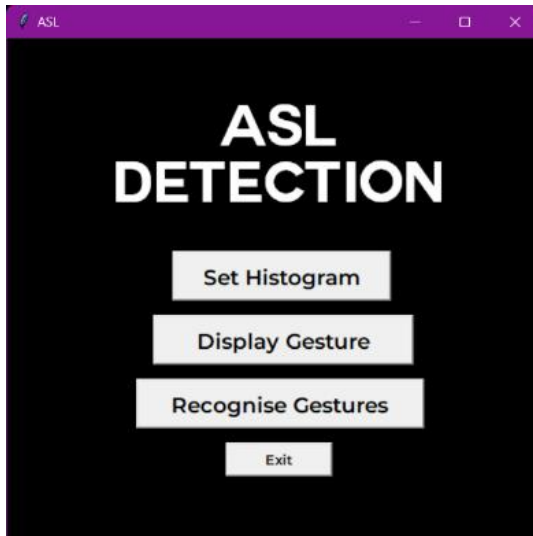 ASL
ASL
DETECTION
Set Histogram
Display Gesture
Recognise Gestures
Exit